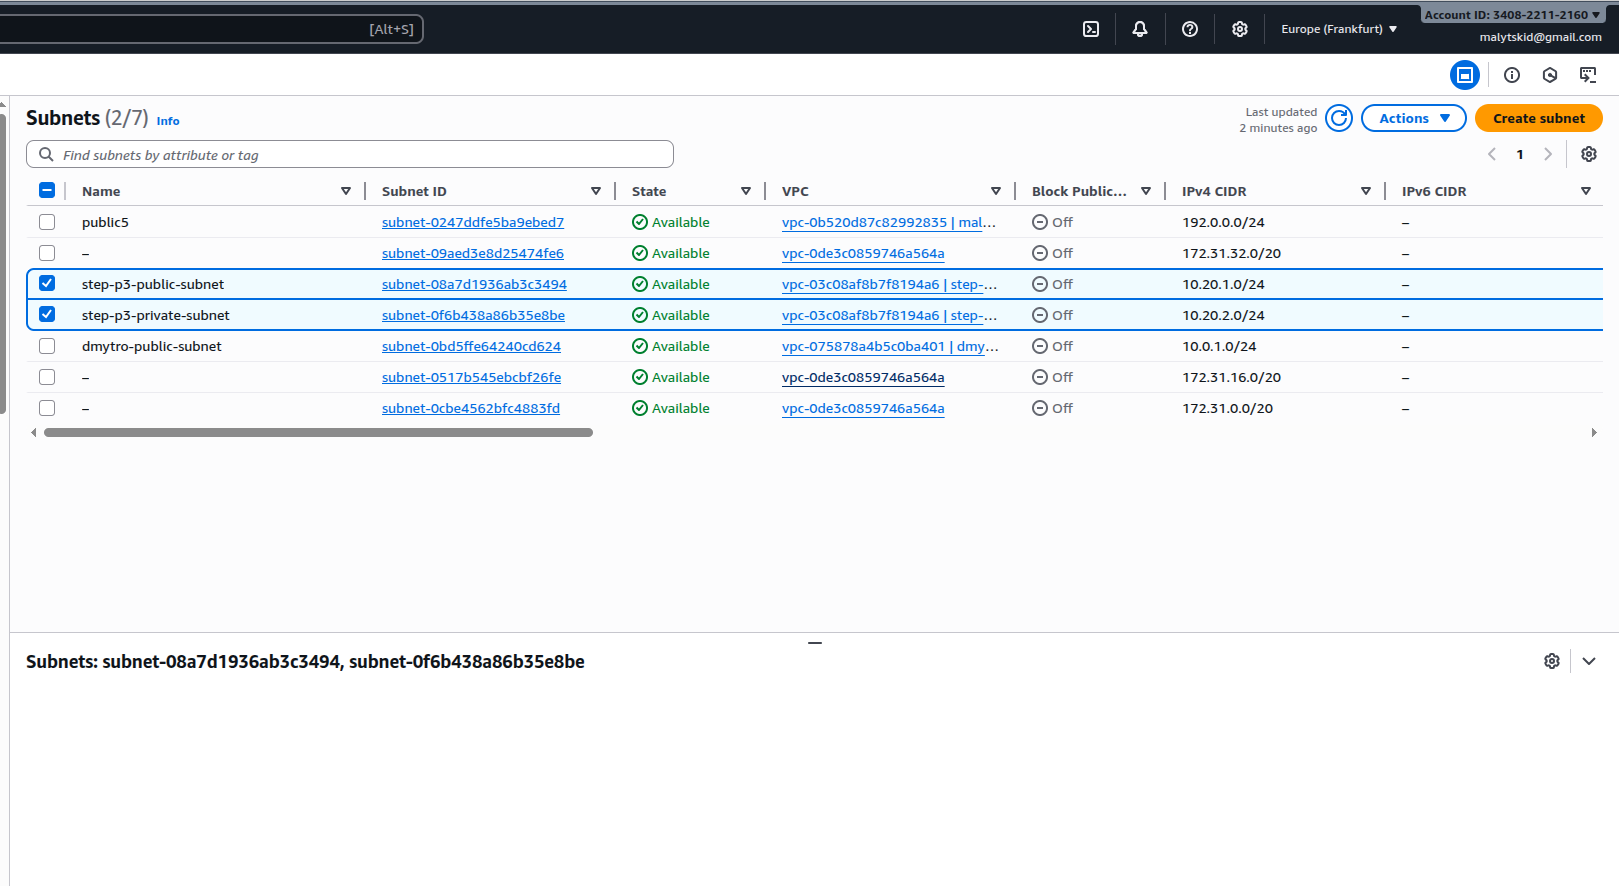 [Alt+S] Europe (Frankfurt) Account ID: 3408-2211-2160
malytskid@gmail.com
Subnets (2/7) Info
Last updated
2 minutes ago
Actions
Create subnet
Find subnets by attribute or tag
1
Name Subnet ID State VPC Block Public... IPv4 CIDR IPv6 CIDR
public5 subnet-0247ddfe5ba9ebed7 Available vpc-0b520d87c82992835 | mal... Off 192.0.0.0/24 –
– subnet-09aed3e8d25474fe6 Available vpc-0de3c0859746a564a Off 172.31.32.0/20 –
step-p3-public-subnet subnet-08a7d1936ab3c3494 Available vpc-03c08af8b7f8194a6 | step-... Off 10.20.1.0/24 –
step-p3-private-subnet subnet-0f6b438a86b35e8be Available vpc-03c08af8b7f8194a6 | step-... Off 10.20.2.0/24 –
dmytro-public-subnet subnet-0bd5ffe64240cd624 Available vpc-075878a4b5c0ba401 | dmy... Off 10.0.1.0/24 –
– subnet-0517b545ebcbf26fe Available vpc-0de3c0859746a564a Off 172.31.16.0/20 –
– subnet-0cbe4562bfc4883fd Available vpc-0de3c0859746a564a Off 172.31.0.0/20 –
Subnets: subnet-08a7d1936ab3c3494, subnet-0f6b438a86b35e8be